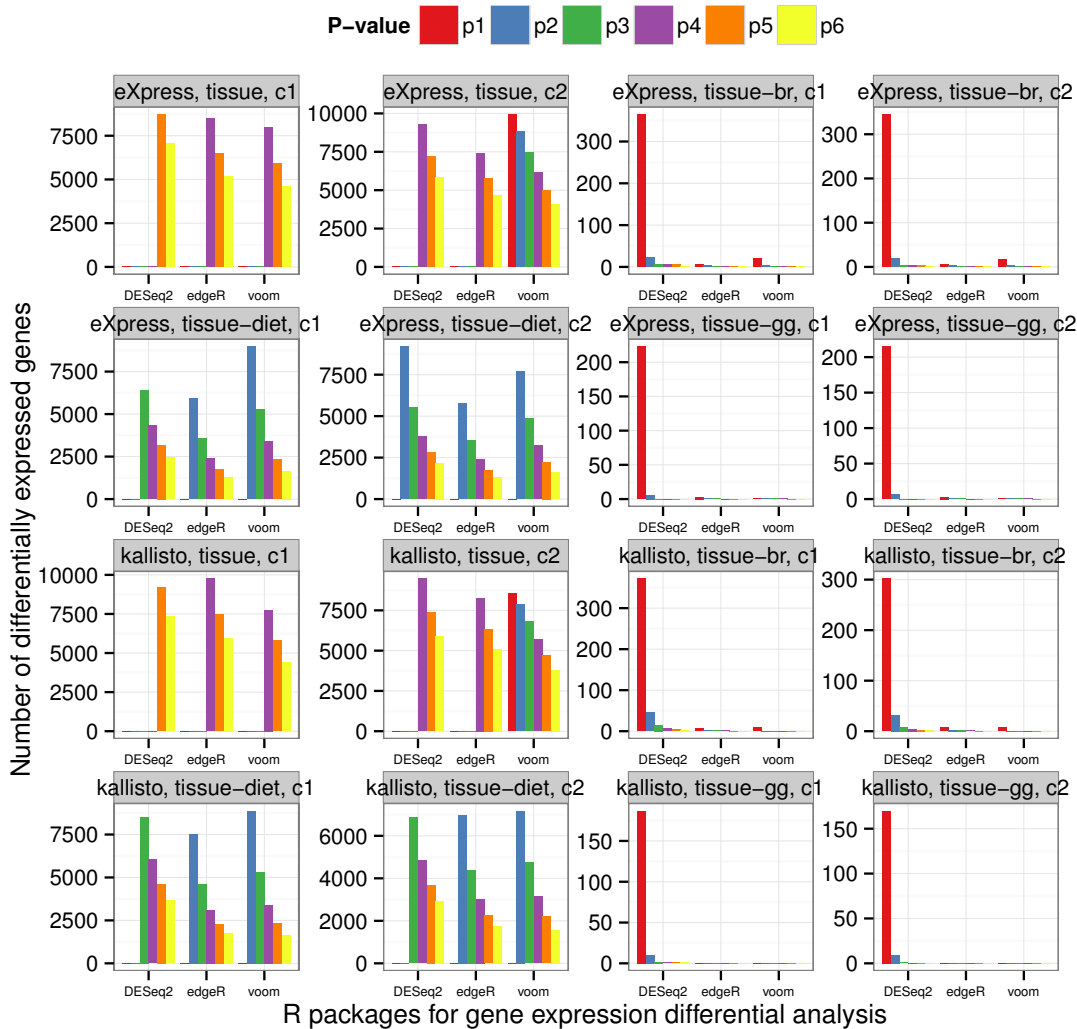 P−value p1 p2 p3 p4 p5 p6
Number of differentially expressed genes
eXpress, tissue, c1
7500
5000
2500
0
DESeq2 edgeR voom
eXpress, tissue, c2
10000
7500
5000
2500
0
DESeq2 edgeR voom
eXpress, tissue−br, c1
300
200
100
0
DESeq2 edgeR voom
eXpress, tissue−br, c2
300
200
100
0
DESeq2 edgeR voom
eXpress, tissue−diet, c1
7500
5000
2500
0
DESeq2 edgeR voom
eXpress, tissue−diet, c2
7500
5000
2500
0
DESeq2 edgeR voom
eXpress, tissue−gg, c1
200
150
100
50
0
DESeq2 edgeR voom
eXpress, tissue−gg, c2
200
150
100
50
0
DESeq2 edgeR voom
kallisto, tissue, c1
10000
7500
5000
2500
0
DESeq2 edgeR voom
kallisto, tissue, c2
7500
5000
2500
0
DESeq2 edgeR voom
kallisto, tissue−br, c1
300
200
100
0
DESeq2 edgeR voom
kallisto, tissue−br, c2
300
200
100
0
DESeq2 edgeR voom
kallisto, tissue−diet, c1
7500
5000
2500
0
DESeq2 edgeR voom
kallisto, tissue−diet, c2
6000
4000
2000
0
DESeq2 edgeR voom
kallisto, tissue−gg, c1
150
100
50
0
DESeq2 edgeR voom
kallisto, tissue−gg, c2
150
100
50
0
DESeq2 edgeR voom
R packages for gene expression differential analysis